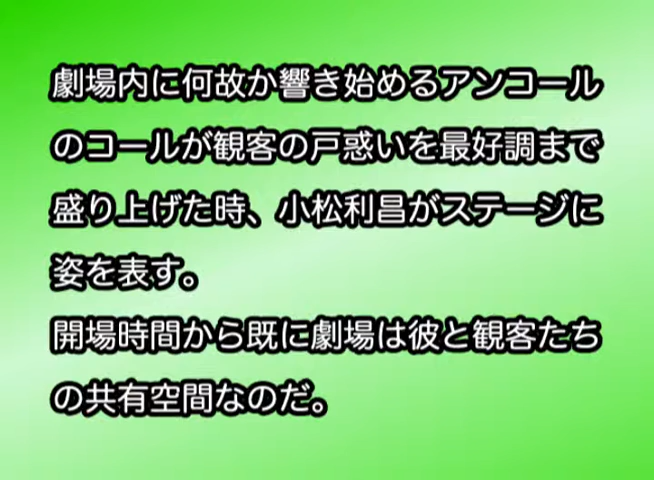 劇場内に何故か響き始めるアンコール
のコールが観客の戸惑いを最好調まで
盛り上げた時、小松利昌がステージに
姿を表す。
開場時間から既に劇場は彼と観客たち
の共有空間なのだ。